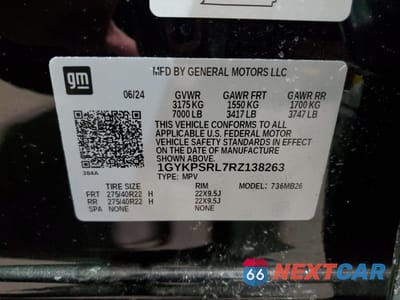 gm
MFD BY GENERAL MOTORS LLC
06/24 GVWR GAWR FRT GAWR RR
3175 KG 1550 KG 1700 KG
7000 LB 3417 LB 3747 LB
THIS VEHICLE CONFORMS TO ALL
APPLICABLE U.S. FEDERAL MOTOR
VEHICLE SAFETY STANDARDS IN EFFECT
ON THE DATE OF MANUFACTURE SHOWN ABOVE.
1GYKPSRL7RZ138263
384A TYPE: MPV
TIRE SIZE RIM MODEL: 736MB26
FRT 275/40R22 H 22X9.5J
RR 275/40R22 H 22X9.5J
SPA NONE NONE
66 NEXTCAR